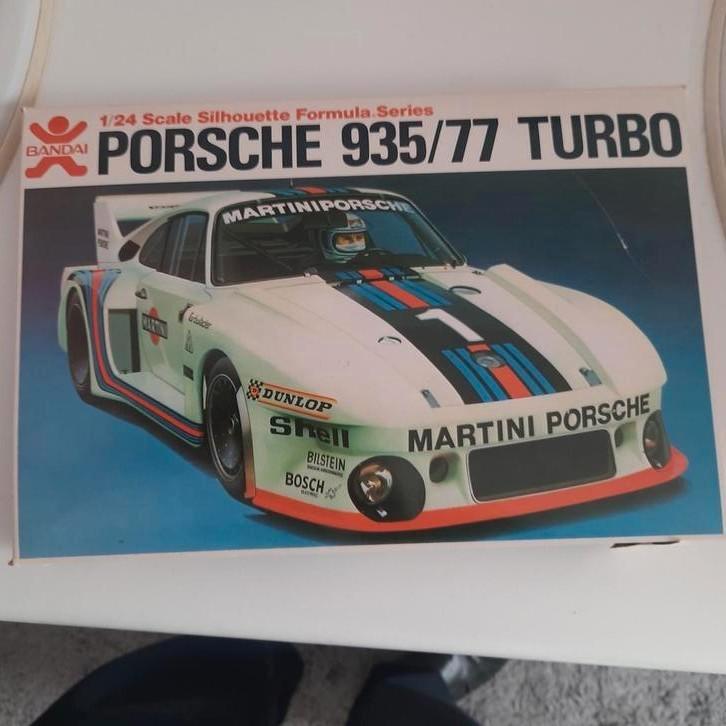 1/24 Scale Silhouette Formula Series
BANDAI
PORSCHE 935/77 TURBO
MARTINI PORSCHE
MARTINI
1
DUNLOP
Shell
BILSTEIN
BOSCH
MARTINI PORSCHE